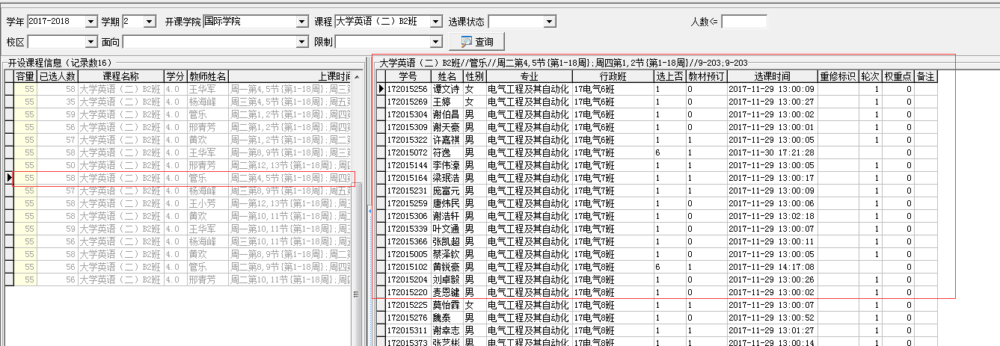 学年 2017-2018 学期 2 开课学院 国际学院 课程 大学英语（二）B2班 选课状态 人数<=
校区 面向 限制 查询
开设课程信息（记录数16）
容量 已选人数 课程名称 学分 教师姓名 上课时间
55 58 大学英语（二）B2班 4.0 王华军 周一第4,5节{第1-18周};周三第
55 35 大学英语（二）B2班 4.0 杨海峰 周三第4,5节{第1-18周};周五第
55 59 大学英语（二）B2班 4.0 管乐 周二第1,2节{第1-18周};周四第
55 56 大学英语（二）B2班 4.0 邢青芳 周二第1,2节{第1-18周};周四第
55 57 大学英语（二）B2班 4.0 黄欢 周一第1,2节{第1-18周};周二第
55 58 大学英语（二）B2班 4.0 王华军 周一第8,9节{第1-18周};周三第
55 50 大学英语（二）B2班 4.0 邢青芳 周二第12,13节{第1-18周};周四
55 58 大学英语（二）B2班 4.0 管乐 周二第4,5节{第1-18周};周四第
55 57 大学英语（二）B2班 4.0 杨海峰 周三第8,9节{第1-18周};周五第
55 58 大学英语（二）B2班 4.0 王小芳 周一第12,13节{第1-18周};周三
55 58 大学英语（二）B2班 4.0 黄欢 周一第10,11节{第1-18周};周二
55 59 大学英语（二）B2班 4.0 王华军 周一第10,11节{第1-18周};周三
55 56 大学英语（二）B2班 4.0 杨海峰 周三第10,11节{第1-18周};周五
55 58 大学英语（二）B2班 4.0 黄欢 周一第8,9节{第1-18周};周二第
55 56 大学英语（二）B2班 4.0 管乐 周二第8,9节{第1-18周};周四第
55 56 大学英语（二）B2班 4.0 邢青芳 周二第10,11节{第1-18周};周四
大学英语（二）B2班//管乐//周二第4,5节{第1-18周};周四第1,2节{第1-18周}//9-203;9-203
学号 姓名 性别 专业 行政班 选上否 教材预订 选课时间 重修标识 轮次 权重点 备注
172015256 谭文诗 女 电气工程及其自动化 17电气6班 1 0 2017-11-29 13:00:09 1 0
172015269 王婷 女 电气工程及其自动化 17电气6班 1 1 2017-11-29 13:00:27 1 0
172015304 谢伯昌 男 电气工程及其自动化 17电气6班 1 0 2017-11-29 13:00:02 1 0
172015309 谢天豪 男 电气工程及其自动化 17电气6班 1 0 2017-11-29 13:00:01 1 0
172015322 许嘉祺 男 电气工程及其自动化 17电气6班 1 1 2017-11-29 13:00:05 1 0
172015072 符逸 男 电气工程及其自动化 17电气7班 6 1 2017-11-30 17:21:28 0
172015144 李伟濠 男 电气工程及其自动化 17电气7班 1 0 2017-11-29 13:00:05 1 0
172015164 梁珉浩 男 电气工程及其自动化 17电气7班 1 1 2017-11-29 13:00:17 1 0
172015231 庞富元 男 电气工程及其自动化 17电气7班 1 1 2017-11-29 13:00:09 1 0
172015259 唐炜民 男 电气工程及其自动化 17电气7班 1 0 2017-11-29 13:00:06 1 0
172015306 谢浩轩 男 电气工程及其自动化 17电气7班 1 0 2017-11-29 13:02:18 1 0
172015339 叶文通 男 电气工程及其自动化 17电气7班 1 0 2017-11-29 13:00:07 1 0
172015366 张凯超 男 电气工程及其自动化 17电气7班 1 0 2017-11-29 13:00:11 1 0
172015005 蔡泽钦 男 电气工程及其自动化 17电气8班 1 0 2017-11-29 13:00:05 1 0
172015102 黄锐豪 男 电气工程及其自动化 17电气8班 6 1 2017-11-29 14:17:08 0
172015204 刘卓毅 男 电气工程及其自动化 17电气8班 1 0 2017-11-29 13:00:26 1 0
172015220 麦恩键 男 电气工程及其自动化 17电气8班 1 1 2017-11-29 13:00:02 1 0
172015225 莫怡霖 女 电气工程及其自动化 17电气8班 1 1 2017-11-29 13:00:07 1 0
172015276 魏泰 男 电气工程及其自动化 17电气8班 1 0 2017-11-29 13:00:52 1 0
172015311 谢幸志 男 电气工程及其自动化 17电气8班 1 1 2017-11-29 13:01:27 1 0
172015373 张艺彬 男 电气工程及其自动化 17电气8班 1 1 2017-11-29 13:00:14 1 0